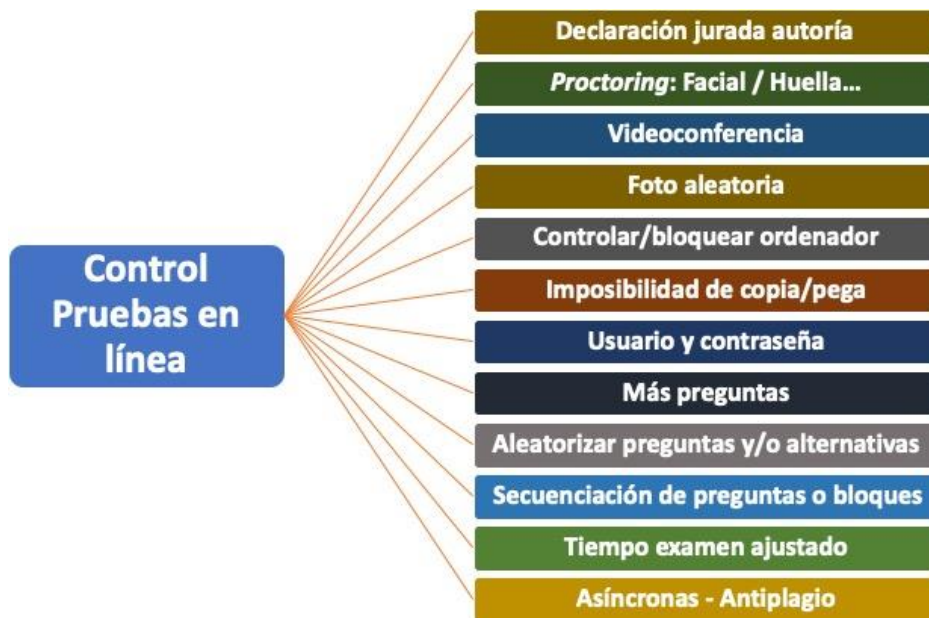 Control
Pruebas en
línea
Declaración jurada autoría
Proctoring: Facial / Huella...
Videoconferencia
Foto aleatoria
Controlar/bloquear ordenador
Imposibilidad de copia/pega
Usuario y contraseña
Más preguntas
Aleatorizar preguntas y/o alternativas
Secuenciación de preguntas o bloques
Tiempo examen ajustado
Asíncronas - Antiplagio